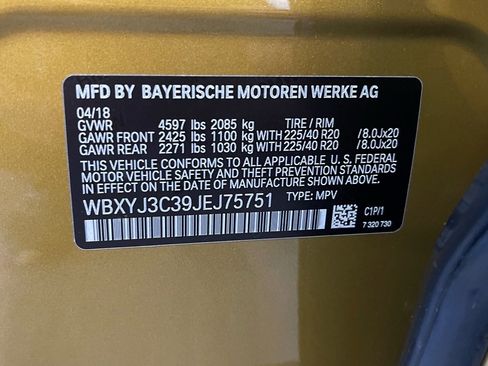 MFD BY BAYERISCHE MOTOREN WERKE AG
04/18
GVWR 4597 lbs 2085 kg TIRE / RIM
GAWR FRONT 2425 lbs 1100 kg WITH 225/40 R20 /8.0Jx20
GAWR REAR 2271 lbs 1030 kg WITH 225/40 R20 /8.0Jx20
THIS VEHICLE CONFORMS TO ALL APPLICABLE U.S. FEDERAL
MOTOR VEHICLE SAFETY AND THEFT PREVENTION STANDARDS
IN EFFECT ON THE DATE OF MANUFACTURE SHOWN ABOVE.
WBXYJ3C39JEJ75751 TYPE: MPV
C1P/1
7 320 730